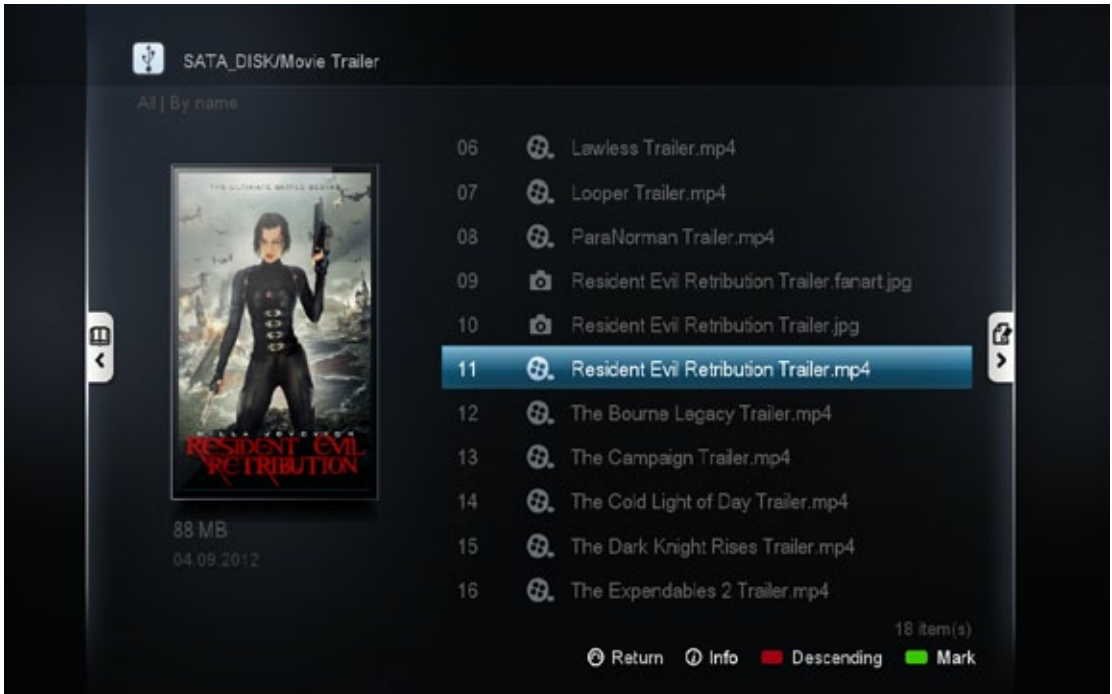 SATA_DISK/Movie Trailer
All | By name
06 Lawless Trailer.mp4
07 Looper Trailer.mp4
08 ParaNorman Trailer.mp4
09 Resident Evil Retribution Trailer.fanart.jpg
10 Resident Evil Retribution Trailer.jpg
11 Resident Evil Retribution Trailer.mp4
12 The Bourne Legacy Trailer.mp4
13 The Campaign Trailer.mp4
14 The Cold Light of Day Trailer.mp4
15 The Dark Knight Rises Trailer.mp4
16 The Expendables 2 Trailer.mp4
THE ULTIMATE BATTLE BEGINS
MILLA JOVOVICH
RESIDENT EVIL
RETRIBUTION
88 MB
04.09.2012
18 item(s)
Return Info Descending Mark